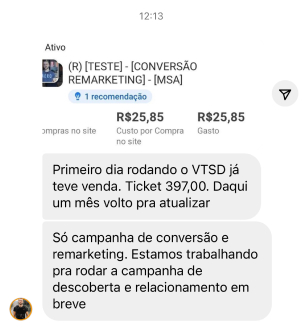 12:13
Ativo
(R) [TESTE] - [CONVERSÃO
REMARKETING] - [MSA]
1 recomendação
R$25,85 R$25,85
ompras no site Custo por Compra Gasto
no site
Primeiro dia rodando o VTSD já
teve venda. Ticket 397,00. Daqui
um mês volto pra atualizar
Só campanha de conversão e
remarketing. Estamos trabalhando
pra rodar a campanha de
descoberta e relacionamento em
breve